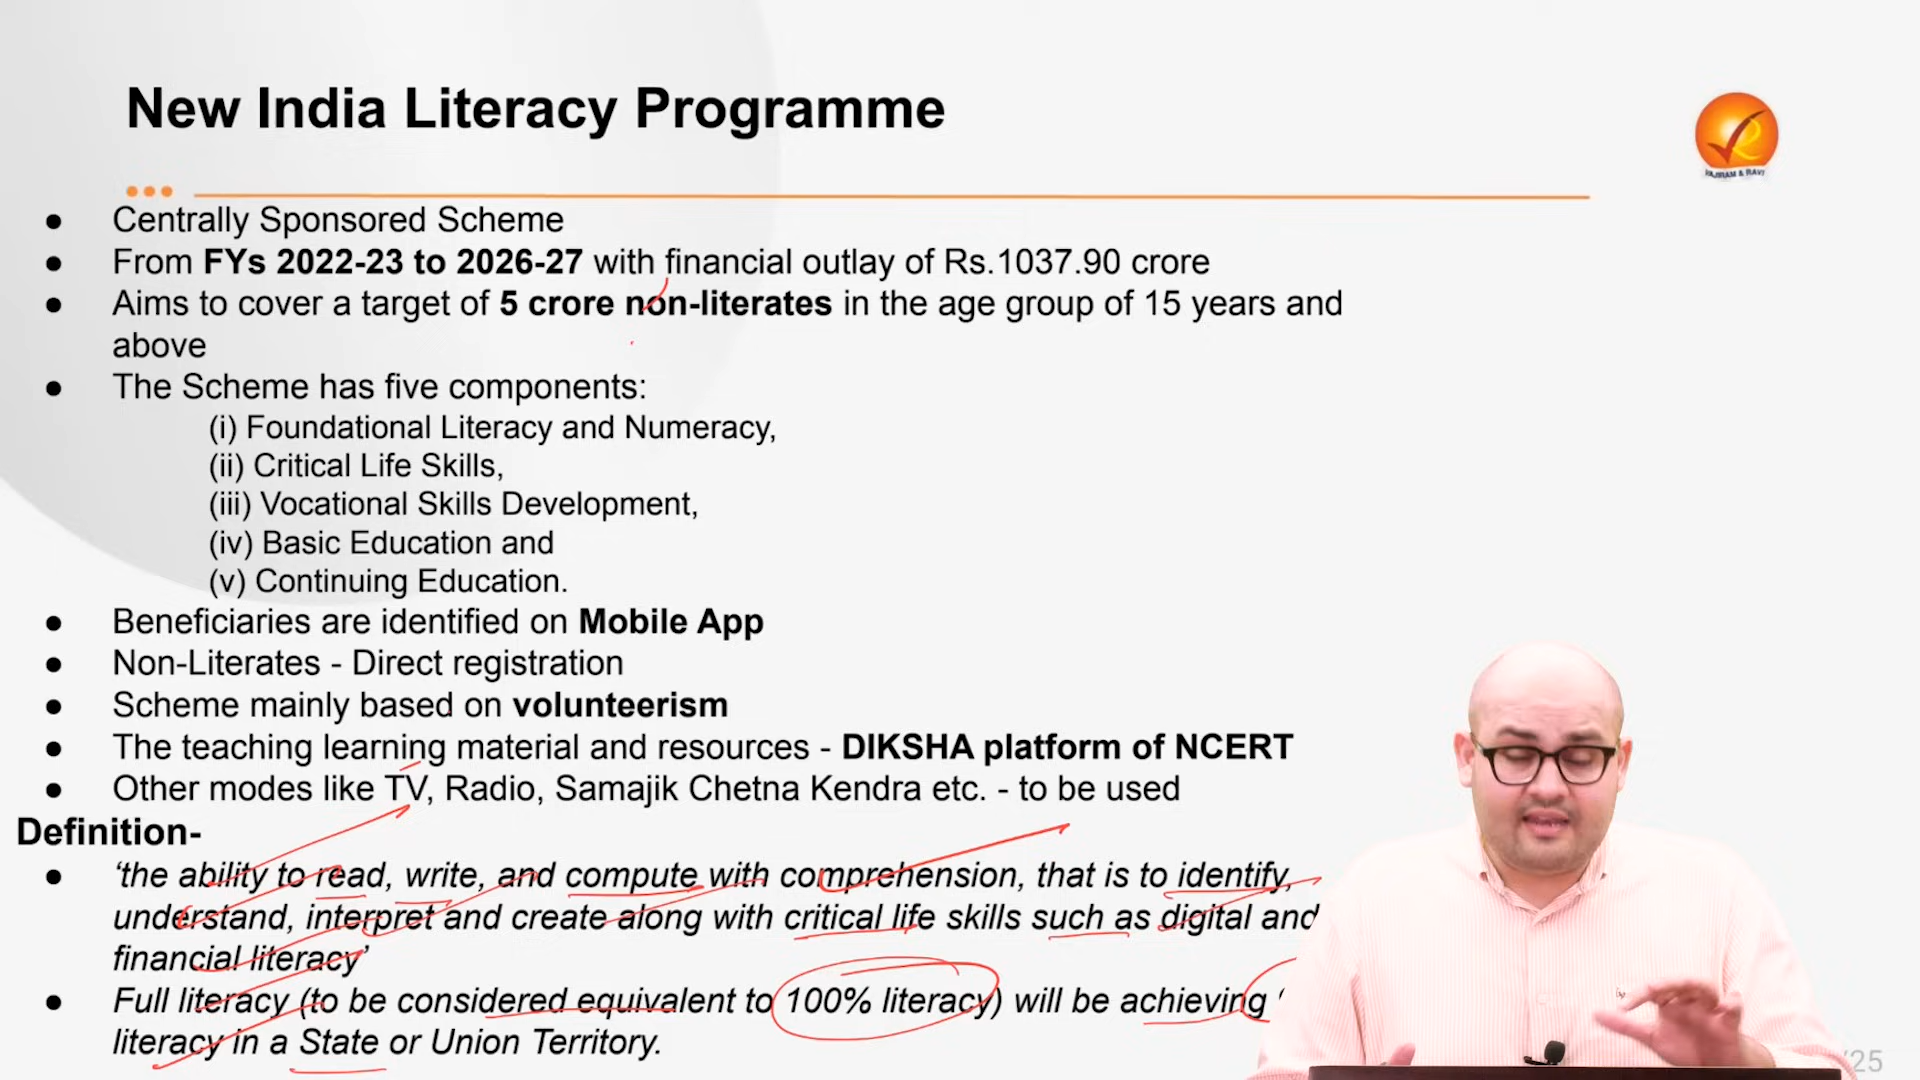 New India Literacy Programme
VAJIRAM & RAVI
● Centrally Sponsored Scheme
● From FYs 2022-23 to 2026-27 with financial outlay of Rs.1037.90 crore
● Aims to cover a target of 5 crore non-literates in the age group of 15 years and
above
● The Scheme has five components:
(i) Foundational Literacy and Numeracy,
(ii) Critical Life Skills,
(iii) Vocational Skills Development,
(iv) Basic Education and
(v) Continuing Education.
● Beneficiaries are identified on Mobile App
● Non-Literates - Direct registration
● Scheme mainly based on volunteerism
● The teaching learning material and resources - DIKSHA platform of NCERT
● Other modes like TV, Radio, Samajik Chetna Kendra etc. - to be used
Definition-
● ‘the ability to read, write, and compute with comprehension, that is to identify,
understand, interpret and create along with critical life skills such as digital and
financial literacy’
● Full literacy (to be considered equivalent to 100% literacy) will be achieving
literacy in a State or Union Territory.
/25